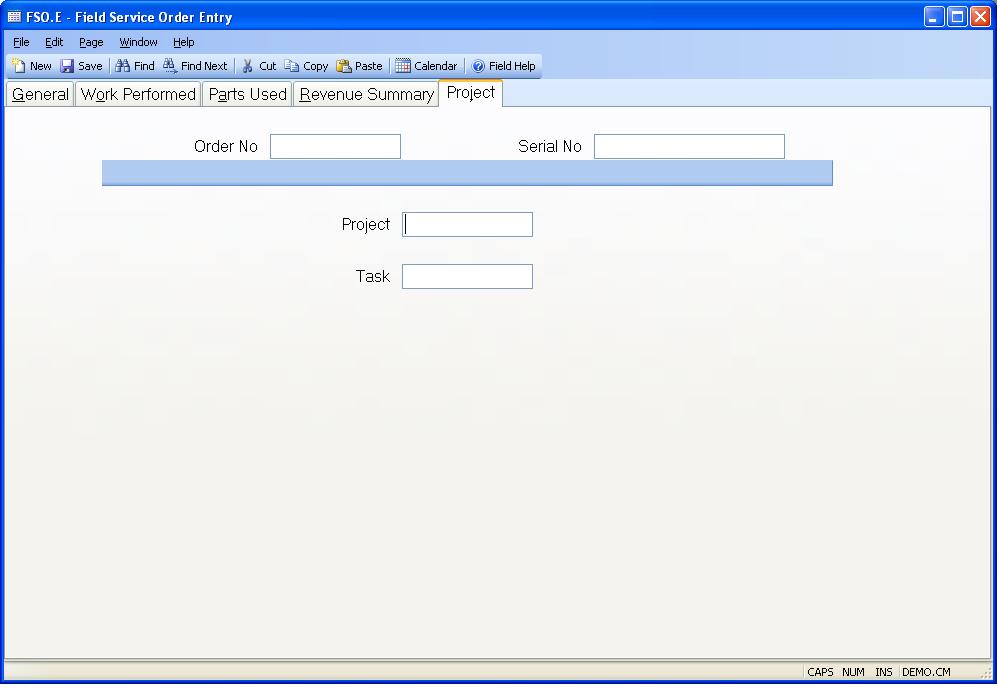 FSO.E - Field Service Order Entry
File Edit Page Window Help
New Save Find Find Next Cut Copy Paste Calendar Field Help
General Work Performed Parts Used Revenue Summary Project
Order No Serial No
Project
Task
CAPS NUM INS DEMO.CM